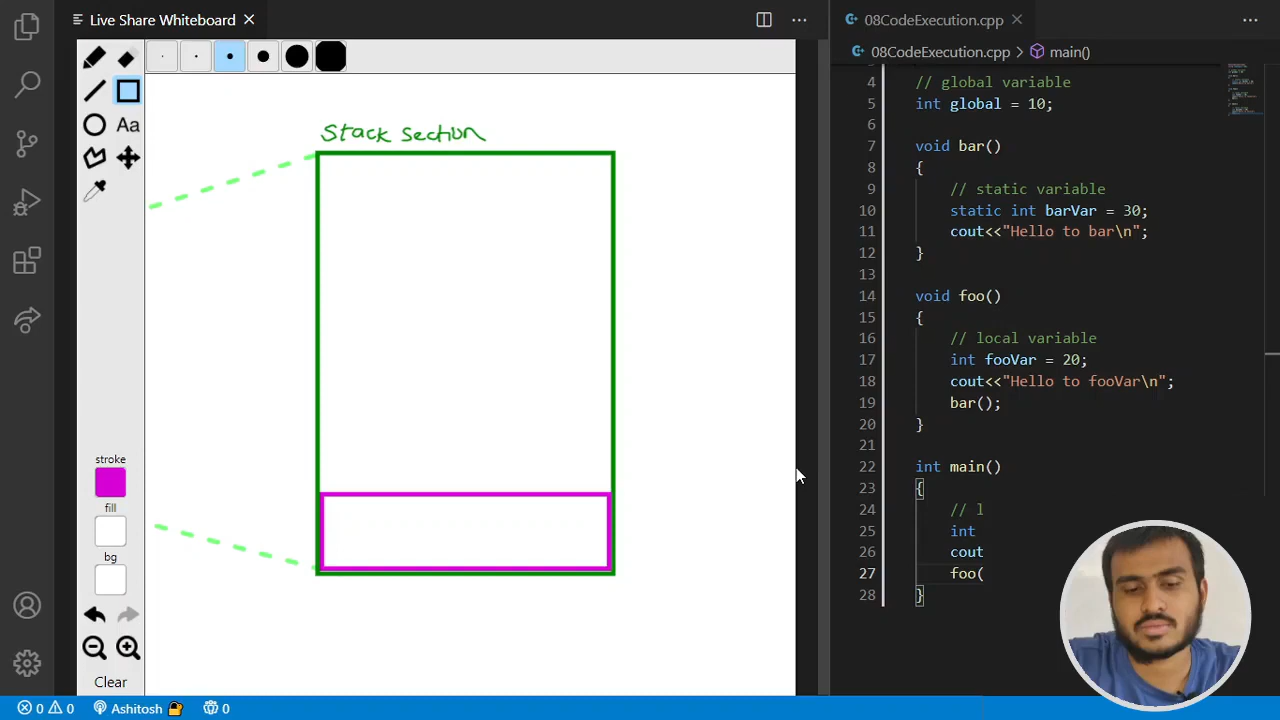 Live Share Whiteboard
08CodeExecution.cpp
08CodeExecution.cpp > main()
Aa
stroke
fill
bg
Clear
Stack Section
4 // global variable
5 int global = 10;
6
7 void bar()
8 {
9 // static variable
10 static int barVar = 30;
11 cout<<"Hello to bar\n";
12 }
13
14 void foo()
15 {
16 // local variable
17 int fooVar = 20;
18 cout<<"Hello to fooVar\n";
19 bar();
20 }
21
22 int main()
23 {
24 // l
25 int
26 cout
27 foo(
28 }
0 0 Ashitosh 0